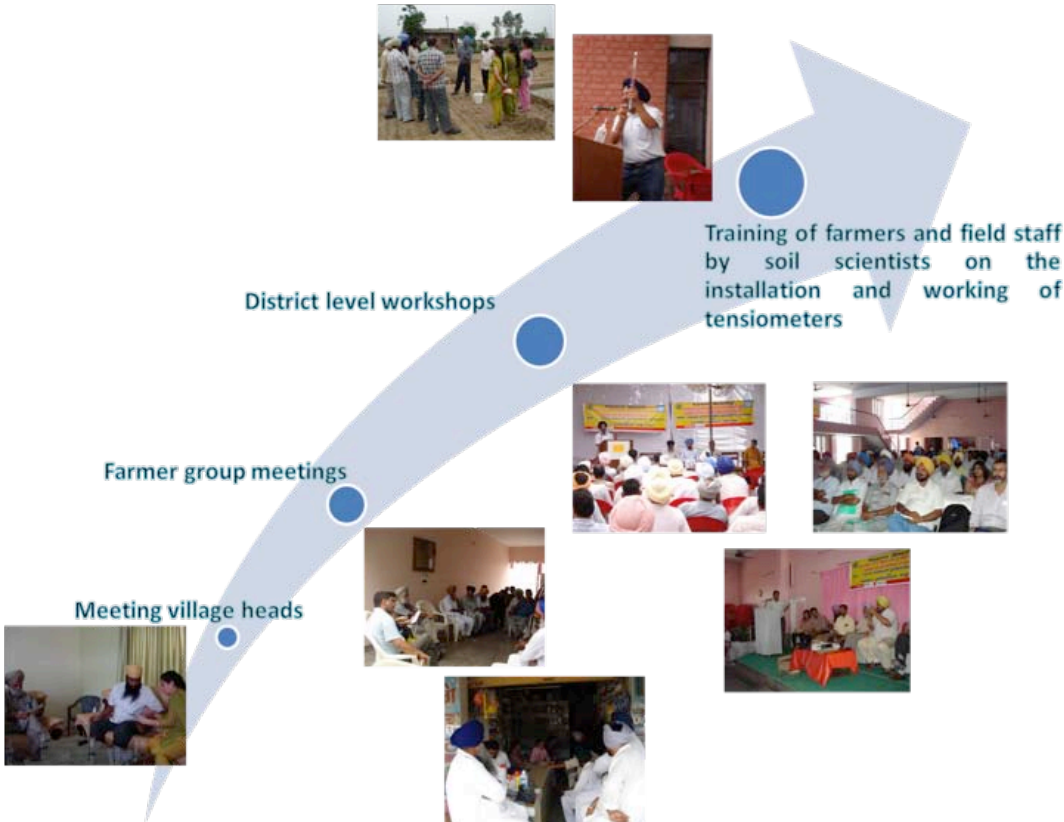 Training of farmers and field staff
by soil scientists on the
installation and working of
tensiometers
District level workshops
Farmer group meetings
Meeting village heads